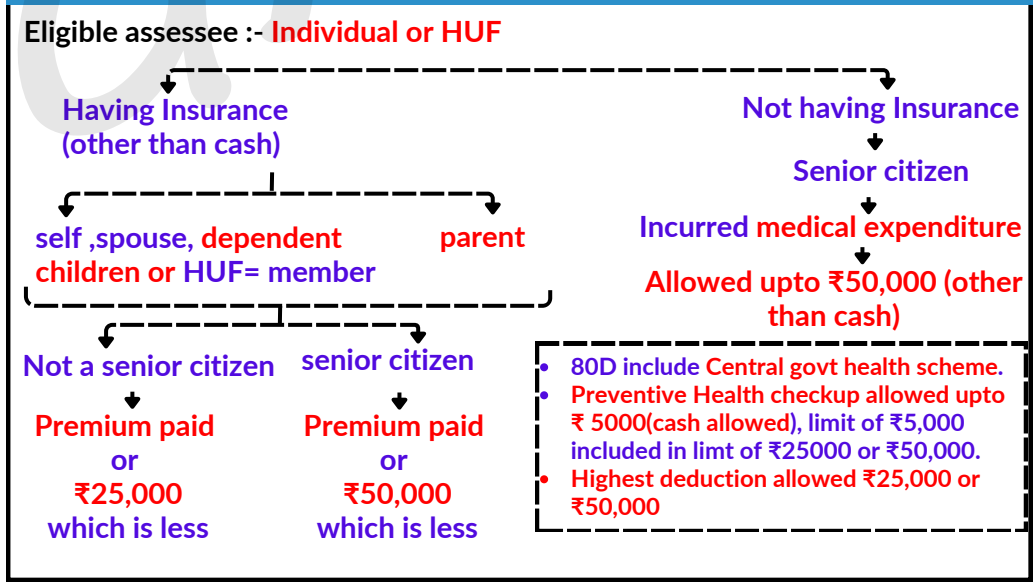 Eligible assessee :- Individual or HUF
Having Insurance
(other than cash)
self ,spouse, dependent
children or HUF= member
parent
Not a senior citizen
Premium paid
or
₹25,000
which is less
senior citizen
Premium paid
or
₹50,000
which is less
Not having Insurance
Senior citizen
Incurred medical expenditure
Allowed upto ₹50,000 (other
than cash)
• 80D include Central govt health scheme.
• Preventive Health checkup allowed upto
₹ 5000(cash allowed), limit of ₹5,000
included in limt of ₹25000 or ₹50,000.
• Highest deduction allowed ₹25,000 or
₹50,000